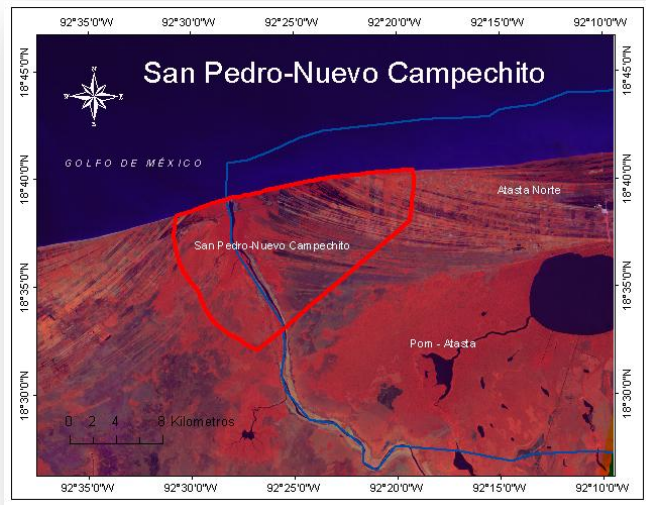 92°35'0"W 92°30'0"W 92°25'0"W 92°20'0"W 92°15'0"W 92°10'0"W
San Pedro-Nuevo Campechito
18°45'0"N 18°45'0"N
N
W E
S
GOLFO DE MÉXICO
18°40'0"N 18°40'0"N
Atasta Norte
San Pedro-Nuevo Campechito
18°35'0"N 18°35'0"N
Pom - Atasta
18°30'0"N 18°30'0"N
0 2 4 8 Kilometros
92°35'0"W 92°30'0"W 92°25'0"W 92°20'0"W 92°15'0"W 92°10'0"W